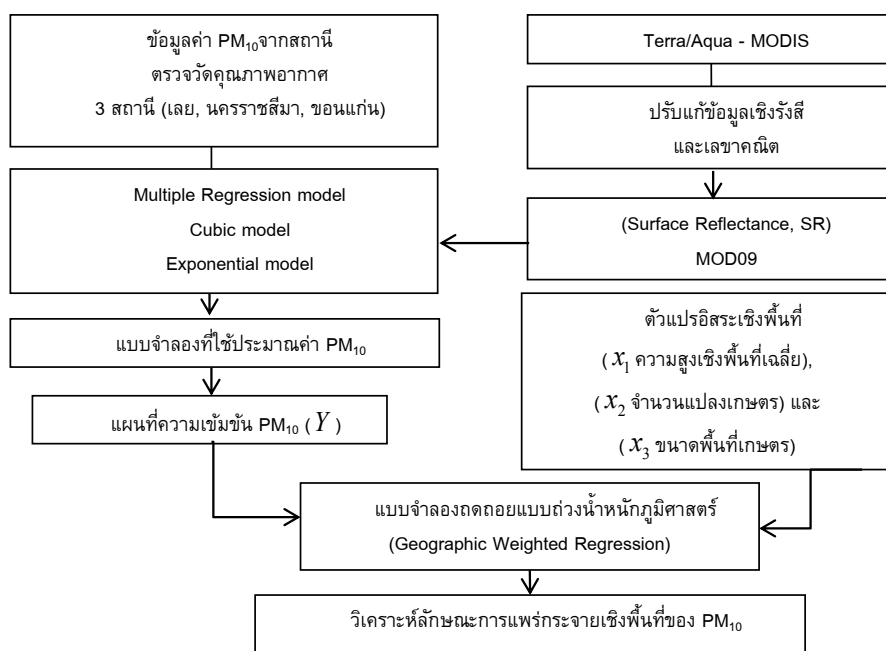 ข้อมูลค่า PM₁₀จากสถานี
ตรวจวัดคุณภาพอากาศ
3 สถานี (เลย, นครราชสีมา, ขอนแก่น)
Terra/Aqua - MODIS
ปรับแก้ข้อมูลเชิงรังสี
และเลขาคณิต
Multiple Regression model
Cubic model
Exponential model
(Surface Reflectance, SR)
MOD09
แบบจำลองที่ใช้ประมาณค่า PM₁₀
แผนที่ความเข้มข้น PM₁₀ ( Y )
ตัวแปรอิสระเชิงพื้นที่
( x₁ ความสูงเชิงพื้นที่เฉลี่ย),
( x₂ จำนวนแปลงเกษตร) และ
( x₃ ขนาดพื้นที่เกษตร)
แบบจำลองถดถอยแบบถ่วงน้ำหนักภูมิศาสตร์
(Geographic Weighted Regression)
วิเคราะห์ลักษณะการแพร่กระจายเชิงพื้นที่ของ PM₁₀